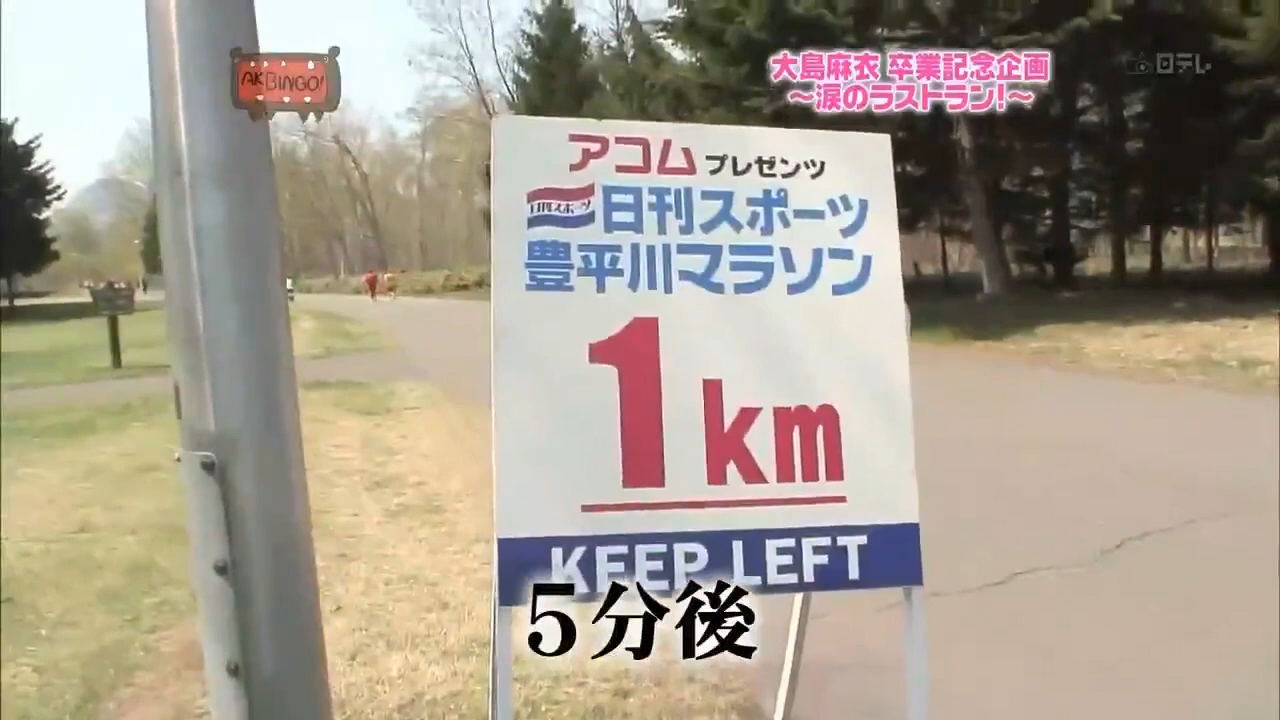 AKBINGO!
大島麻衣 卒業記念企画
～涙のラストラン!～
日テレ
アコム プレゼンツ
日刊スポーツ
日刊スポーツ
豊平川マラソン
1km
KEEP LEFT
5分後